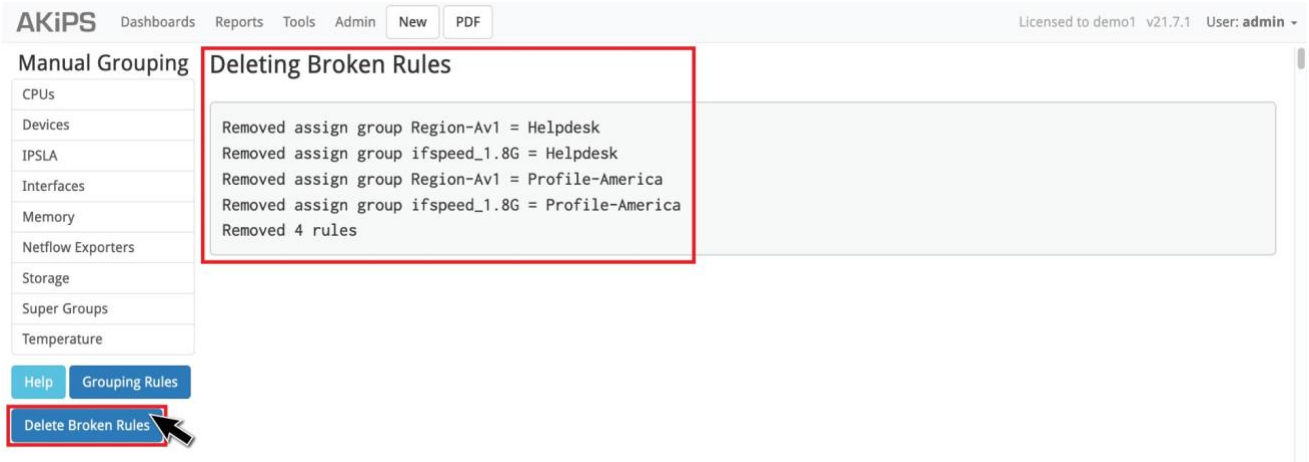 AKiPS Dashboards Reports Tools Admin New PDF Licensed to demo1 v21.7.1 User: admin
Manual Grouping
CPUs
Devices
IPSLA
Interfaces
Memory
Netflow Exporters
Storage
Super Groups
Temperature
Help Grouping Rules
Delete Broken Rules
Deleting Broken Rules
Removed assign group Region-Av1 = Helpdesk
Removed assign group ifspeed_1.8G = Helpdesk
Removed assign group Region-Av1 = Profile-America
Removed assign group ifspeed_1.8G = Profile-America
Removed 4 rules